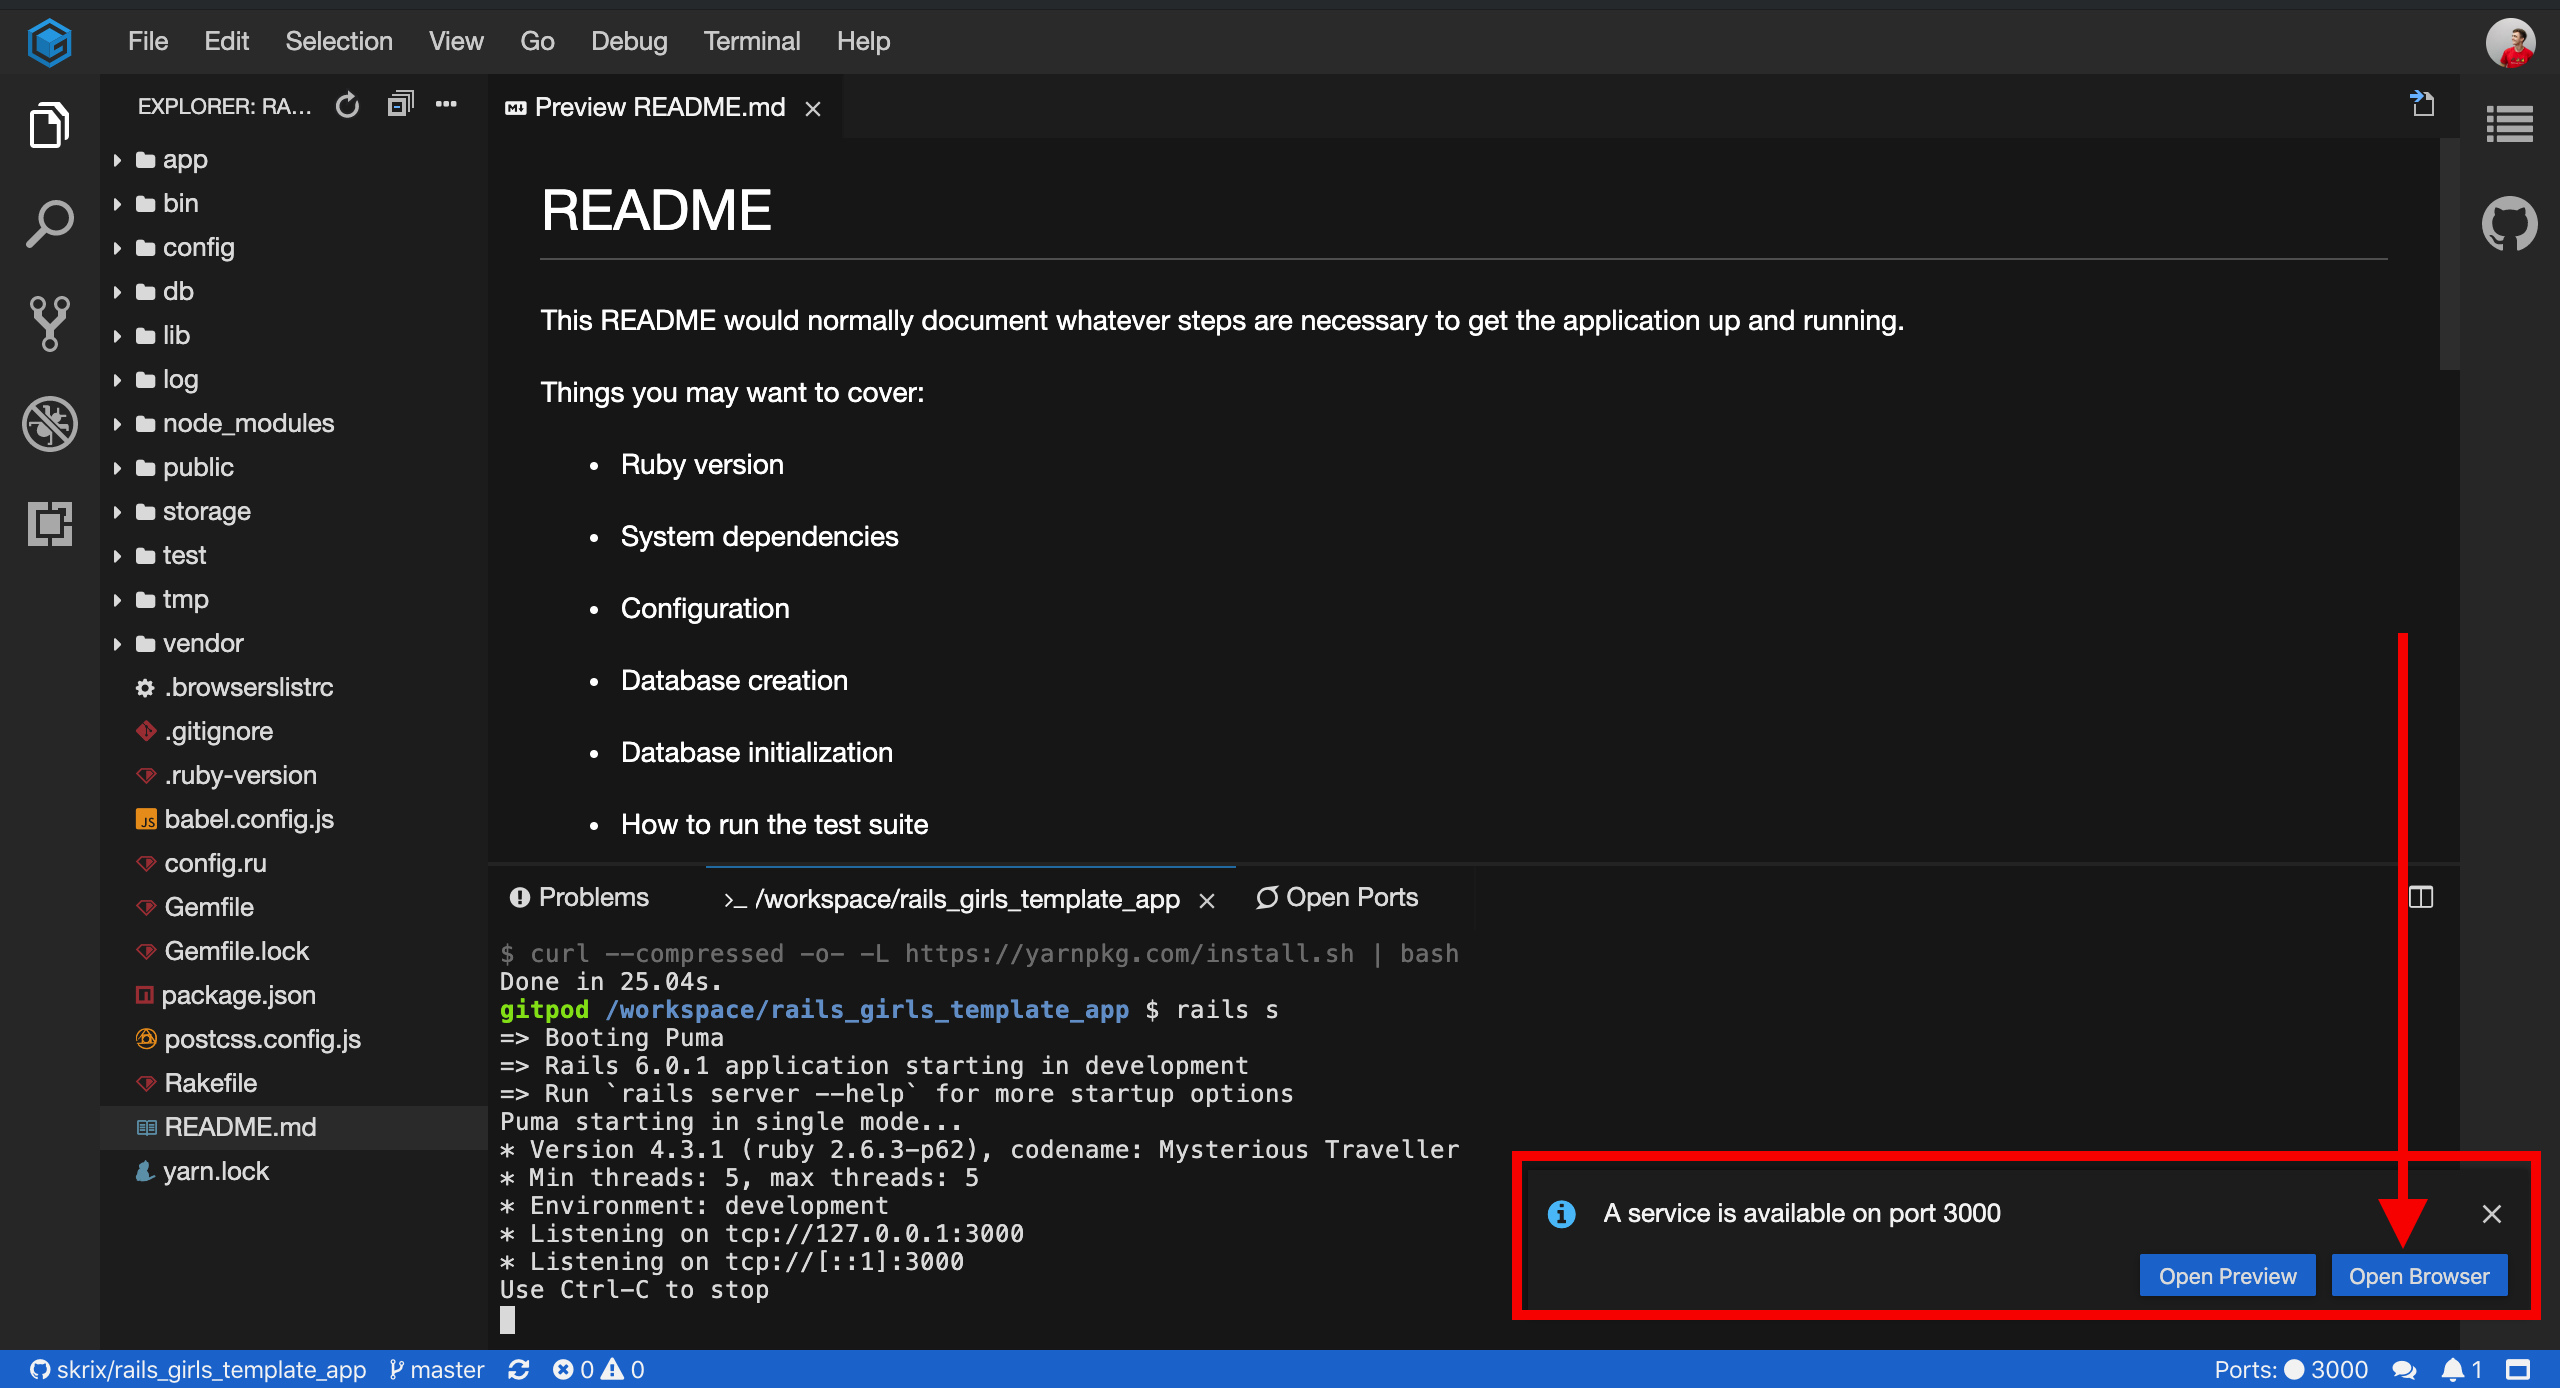 File Edit Selection View Go Debug Terminal Help
EXPLORER: RA...
Preview README.md
app
bin
config
db
lib
log
node_modules
public
storage
test
tmp
vendor
.browserslistrc
.gitignore
.ruby-version
babel.config.js
config.ru
Gemfile
Gemfile.lock
package.json
postcss.config.js
Rakefile
README.md
yarn.lock
README
This README would normally document whatever steps are necessary to get the application up and running.
Things you may want to cover:
• Ruby version
• System dependencies
• Configuration
• Database creation
• Database initialization
• How to run the test suite
Problems >_ /workspace/rails_girls_template_app Open Ports
$ curl --compressed -o- -L https://yarnpkg.com/install.sh | bash
Done in 25.04s.
gitpod /workspace/rails_girls_template_app $ rails s
=> Booting Puma
=> Rails 6.0.1 application starting in development
=> Run `rails server --help` for more startup options
Puma starting in single mode...
* Version 4.3.1 (ruby 2.6.3-p62), codename: Mysterious Traveller
* Min threads: 5, max threads: 5
* Environment: development
* Listening on tcp://127.0.0.1:3000
* Listening on tcp://[::1]:3000
Use Ctrl-C to stop
A service is available on port 3000
Open Preview Open Browser
skrix/rails_girls_template_app master 0 0 Ports: 3000 1